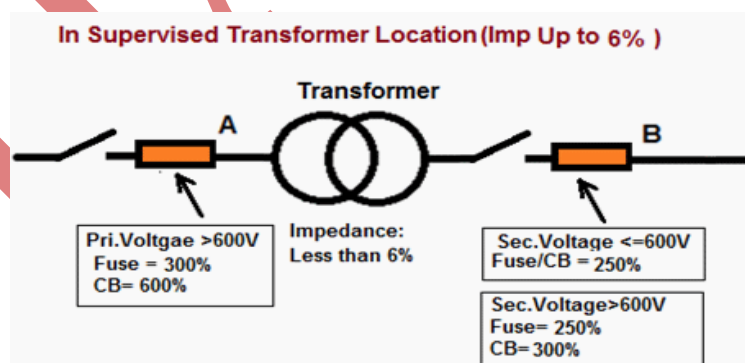 In Supervised Transformer Location(Imp Up to 6% )
Transformer
A
B
Pri.Voltgae >600V
Fuse = 300%
CB= 600%
Impedance:
Less than 6%
Sec.Voltage <=600V
Fuse/CB = 250%
Sec.Voltage>600V
Fuse= 250%
CB= 300%